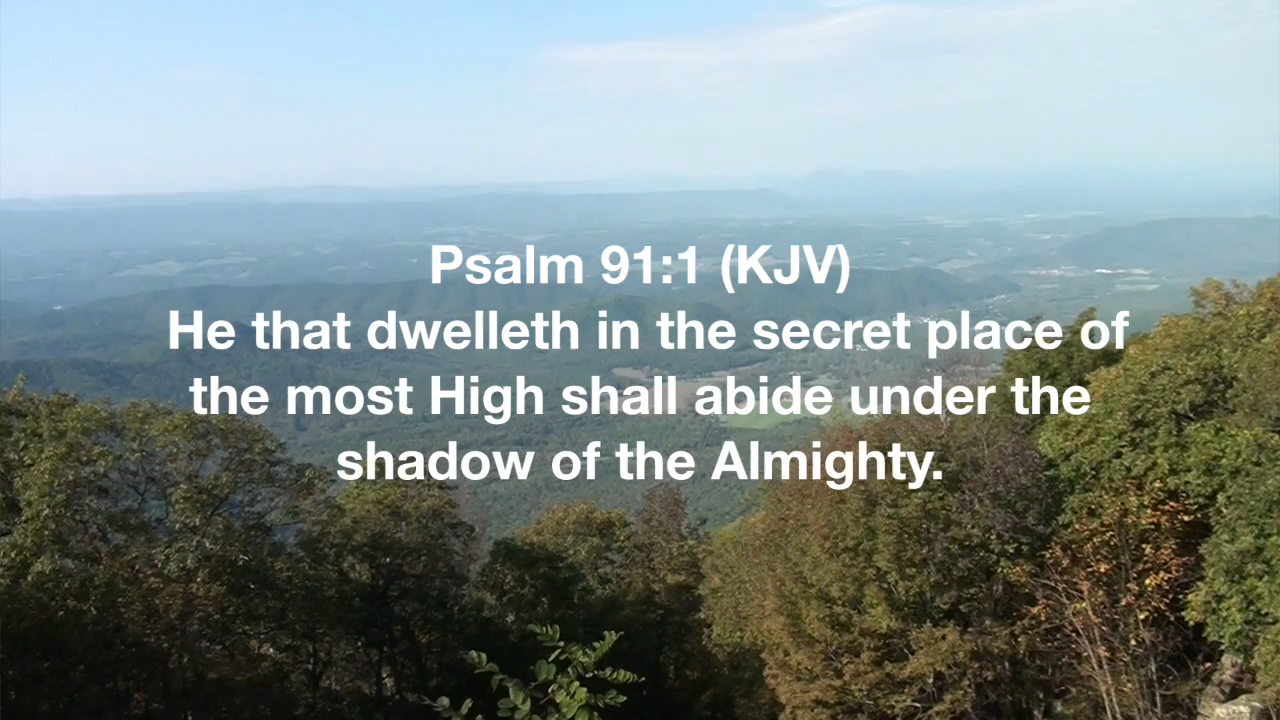 Psalm 91:1 (KJV)
He that dwelleth in the secret place of
the most High shall abide under the
shadow of the Almighty.